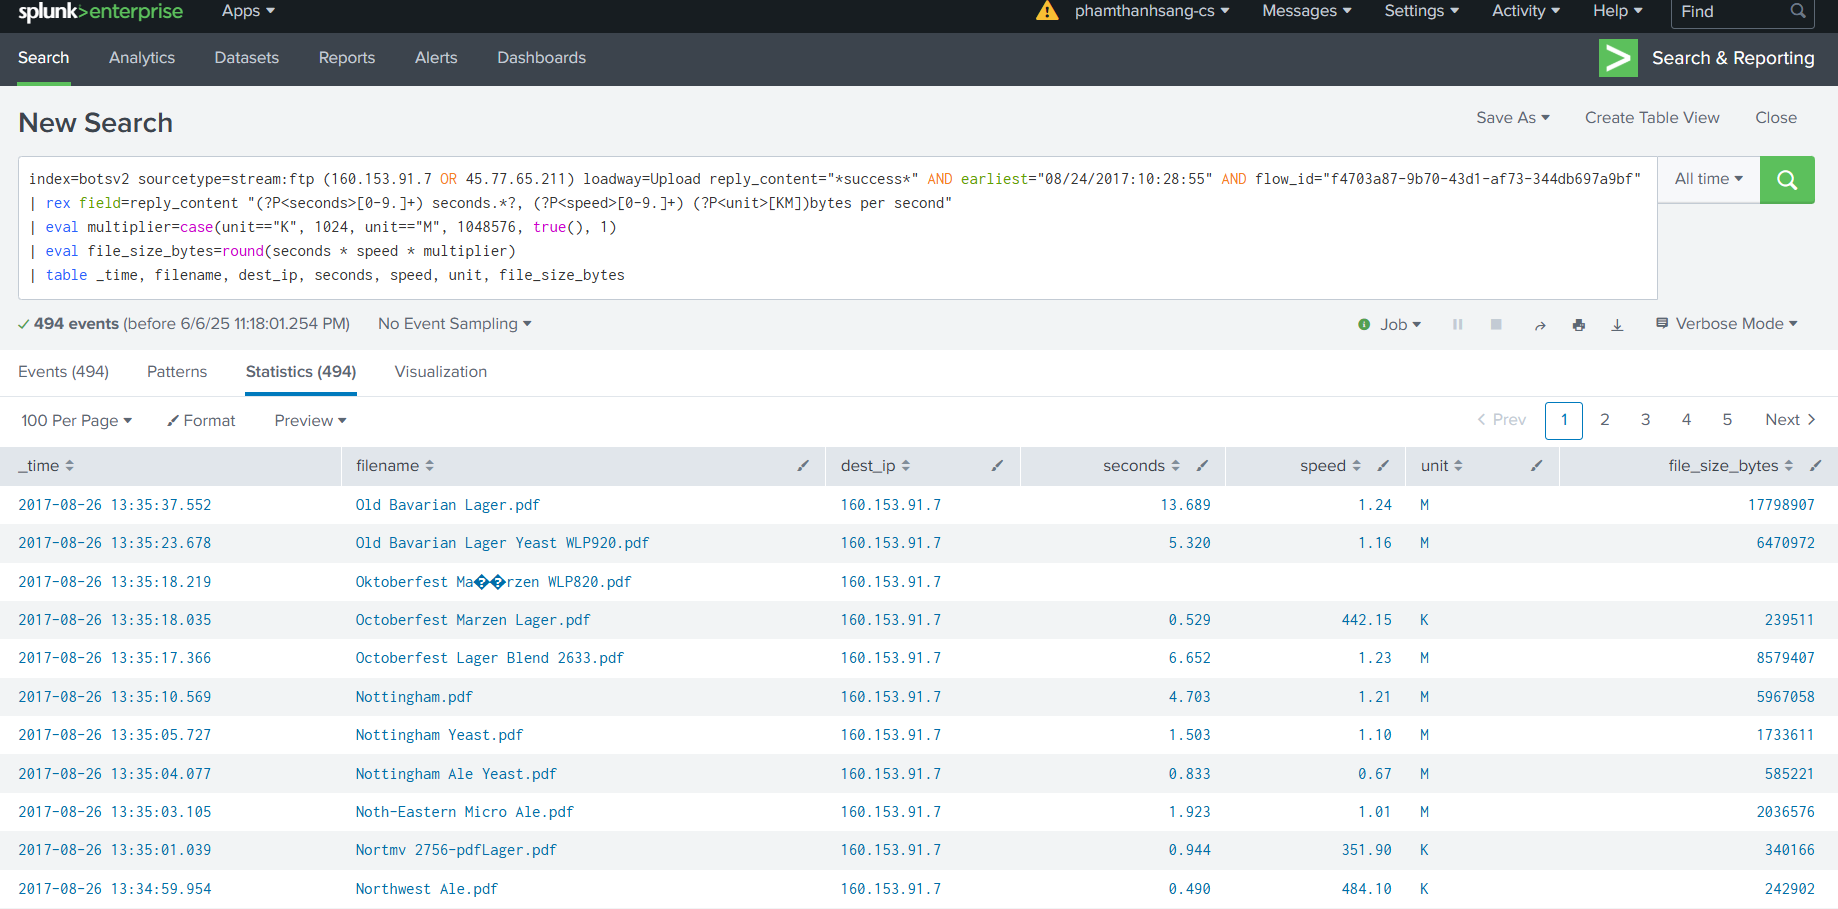 splunk>enterprise Apps phamthanhsang-cs Messages Settings Activity Help Find
Search Analytics Datasets Reports Alerts Dashboards Search & Reporting
New Search Save As Create Table View Close
index=botsv2 sourcetype=stream:ftp (160.153.91.7 OR 45.77.65.211) loadway=Upload reply_content="*success*" AND earliest="08/24/2017:10:28:55" AND flow_id="f4703a87-9b70-43d1-af73-344db697a9bf" All time
| rex field=reply_content "(?P<seconds>[0-9.]+) seconds.*?, (?P<speed>[0-9.]+) (?P<unit>[KM])bytes per second"
| eval multiplier=case(unit=="K", 1024, unit=="M", 1048576, true(), 1)
| eval file_size_bytes=round(seconds * speed * multiplier)
| table _time, filename, dest_ip, seconds, speed, unit, file_size_bytes
494 events (before 6/6/25 11:18:01.254 PM) No Event Sampling Job Verbose Mode
Events (494) Patterns Statistics (494) Visualization
100 Per Page Format Preview < Prev 1 2 3 4 5 Next >
_time filename dest_ip seconds speed unit file_size_bytes
2017-08-26 13:35:37.552 Old Bavarian Lager.pdf 160.153.91.7 13.689 1.24 M 17798907
2017-08-26 13:35:23.678 Old Bavarian Lager Yeast WLP920.pdf 160.153.91.7 5.320 1.16 M 6470972
2017-08-26 13:35:18.219 Oktoberfest Ma��rzen WLP820.pdf 160.153.91.7
2017-08-26 13:35:18.035 Octoberfest Marzen Lager.pdf 160.153.91.7 0.529 442.15 K 239511
2017-08-26 13:35:17.366 Octoberfest Lager Blend 2633.pdf 160.153.91.7 6.652 1.23 M 8579407
2017-08-26 13:35:10.569 Nottingham.pdf 160.153.91.7 4.703 1.21 M 5967058
2017-08-26 13:35:05.727 Nottingham Yeast.pdf 160.153.91.7 1.503 1.10 M 1733611
2017-08-26 13:35:04.077 Nottingham Ale Yeast.pdf 160.153.91.7 0.833 0.67 M 585221
2017-08-26 13:35:03.105 Noth-Eastern Micro Ale.pdf 160.153.91.7 1.923 1.01 M 2036576
2017-08-26 13:35:01.039 Nortmv 2756-pdfLager.pdf 160.153.91.7 0.944 351.90 K 340166
2017-08-26 13:34:59.954 Northwest Ale.pdf 160.153.91.7 0.490 484.10 K 242902